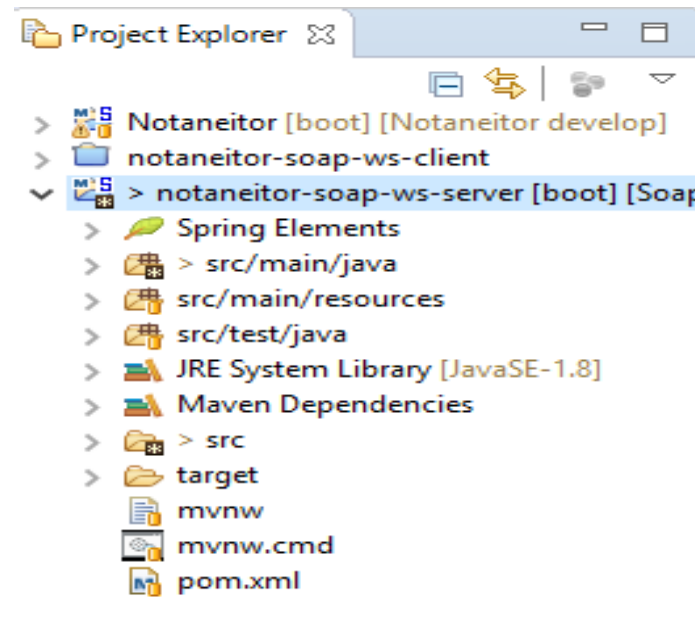 Project Explorer
Notaneitor [boot] [Notaneitor develop]
notaneitor-soap-ws-client
> notaneitor-soap-ws-server [boot] [Soap
Spring Elements
> src/main/java
src/main/resources
src/test/java
JRE System Library [JavaSE-1.8]
Maven Dependencies
> src
target
mvnw
mvnw.cmd
pom.xml